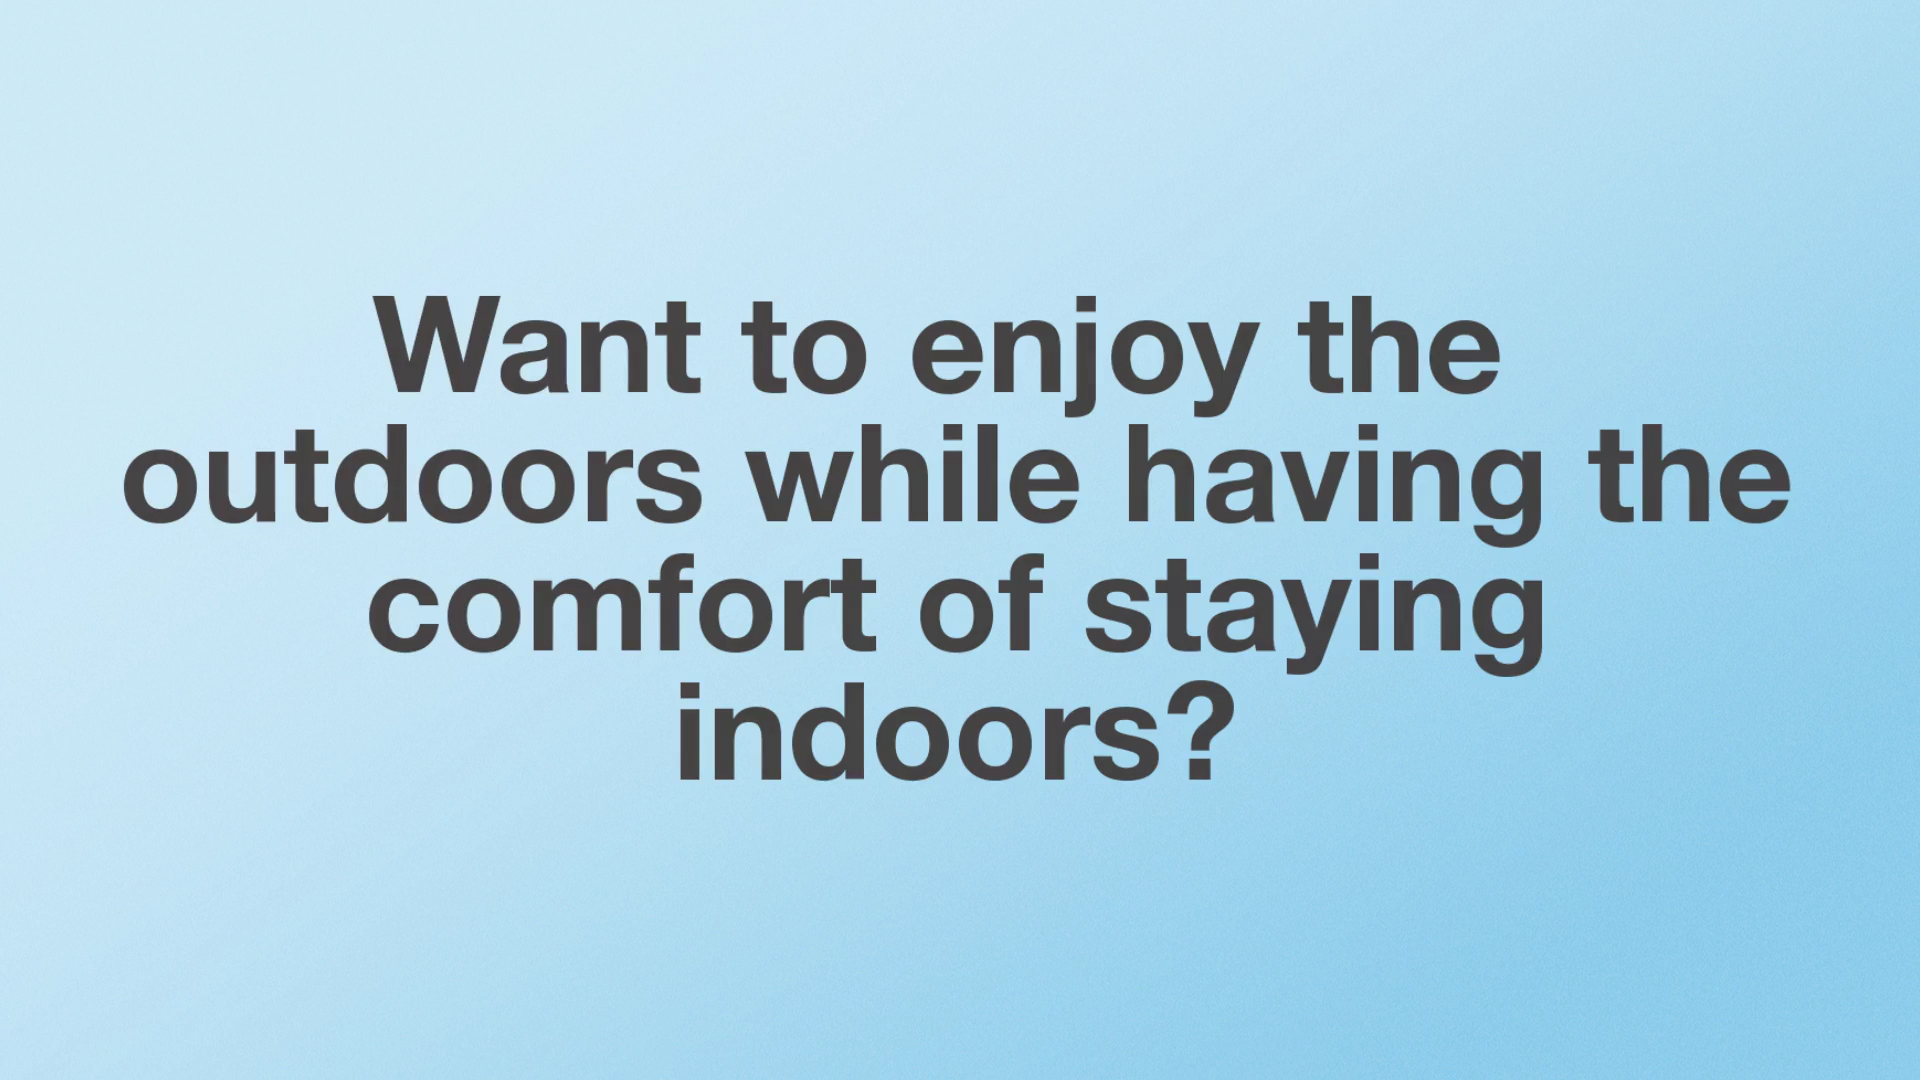 Want to enjoy the
outdoors while having the
comfort of staying
indoors?